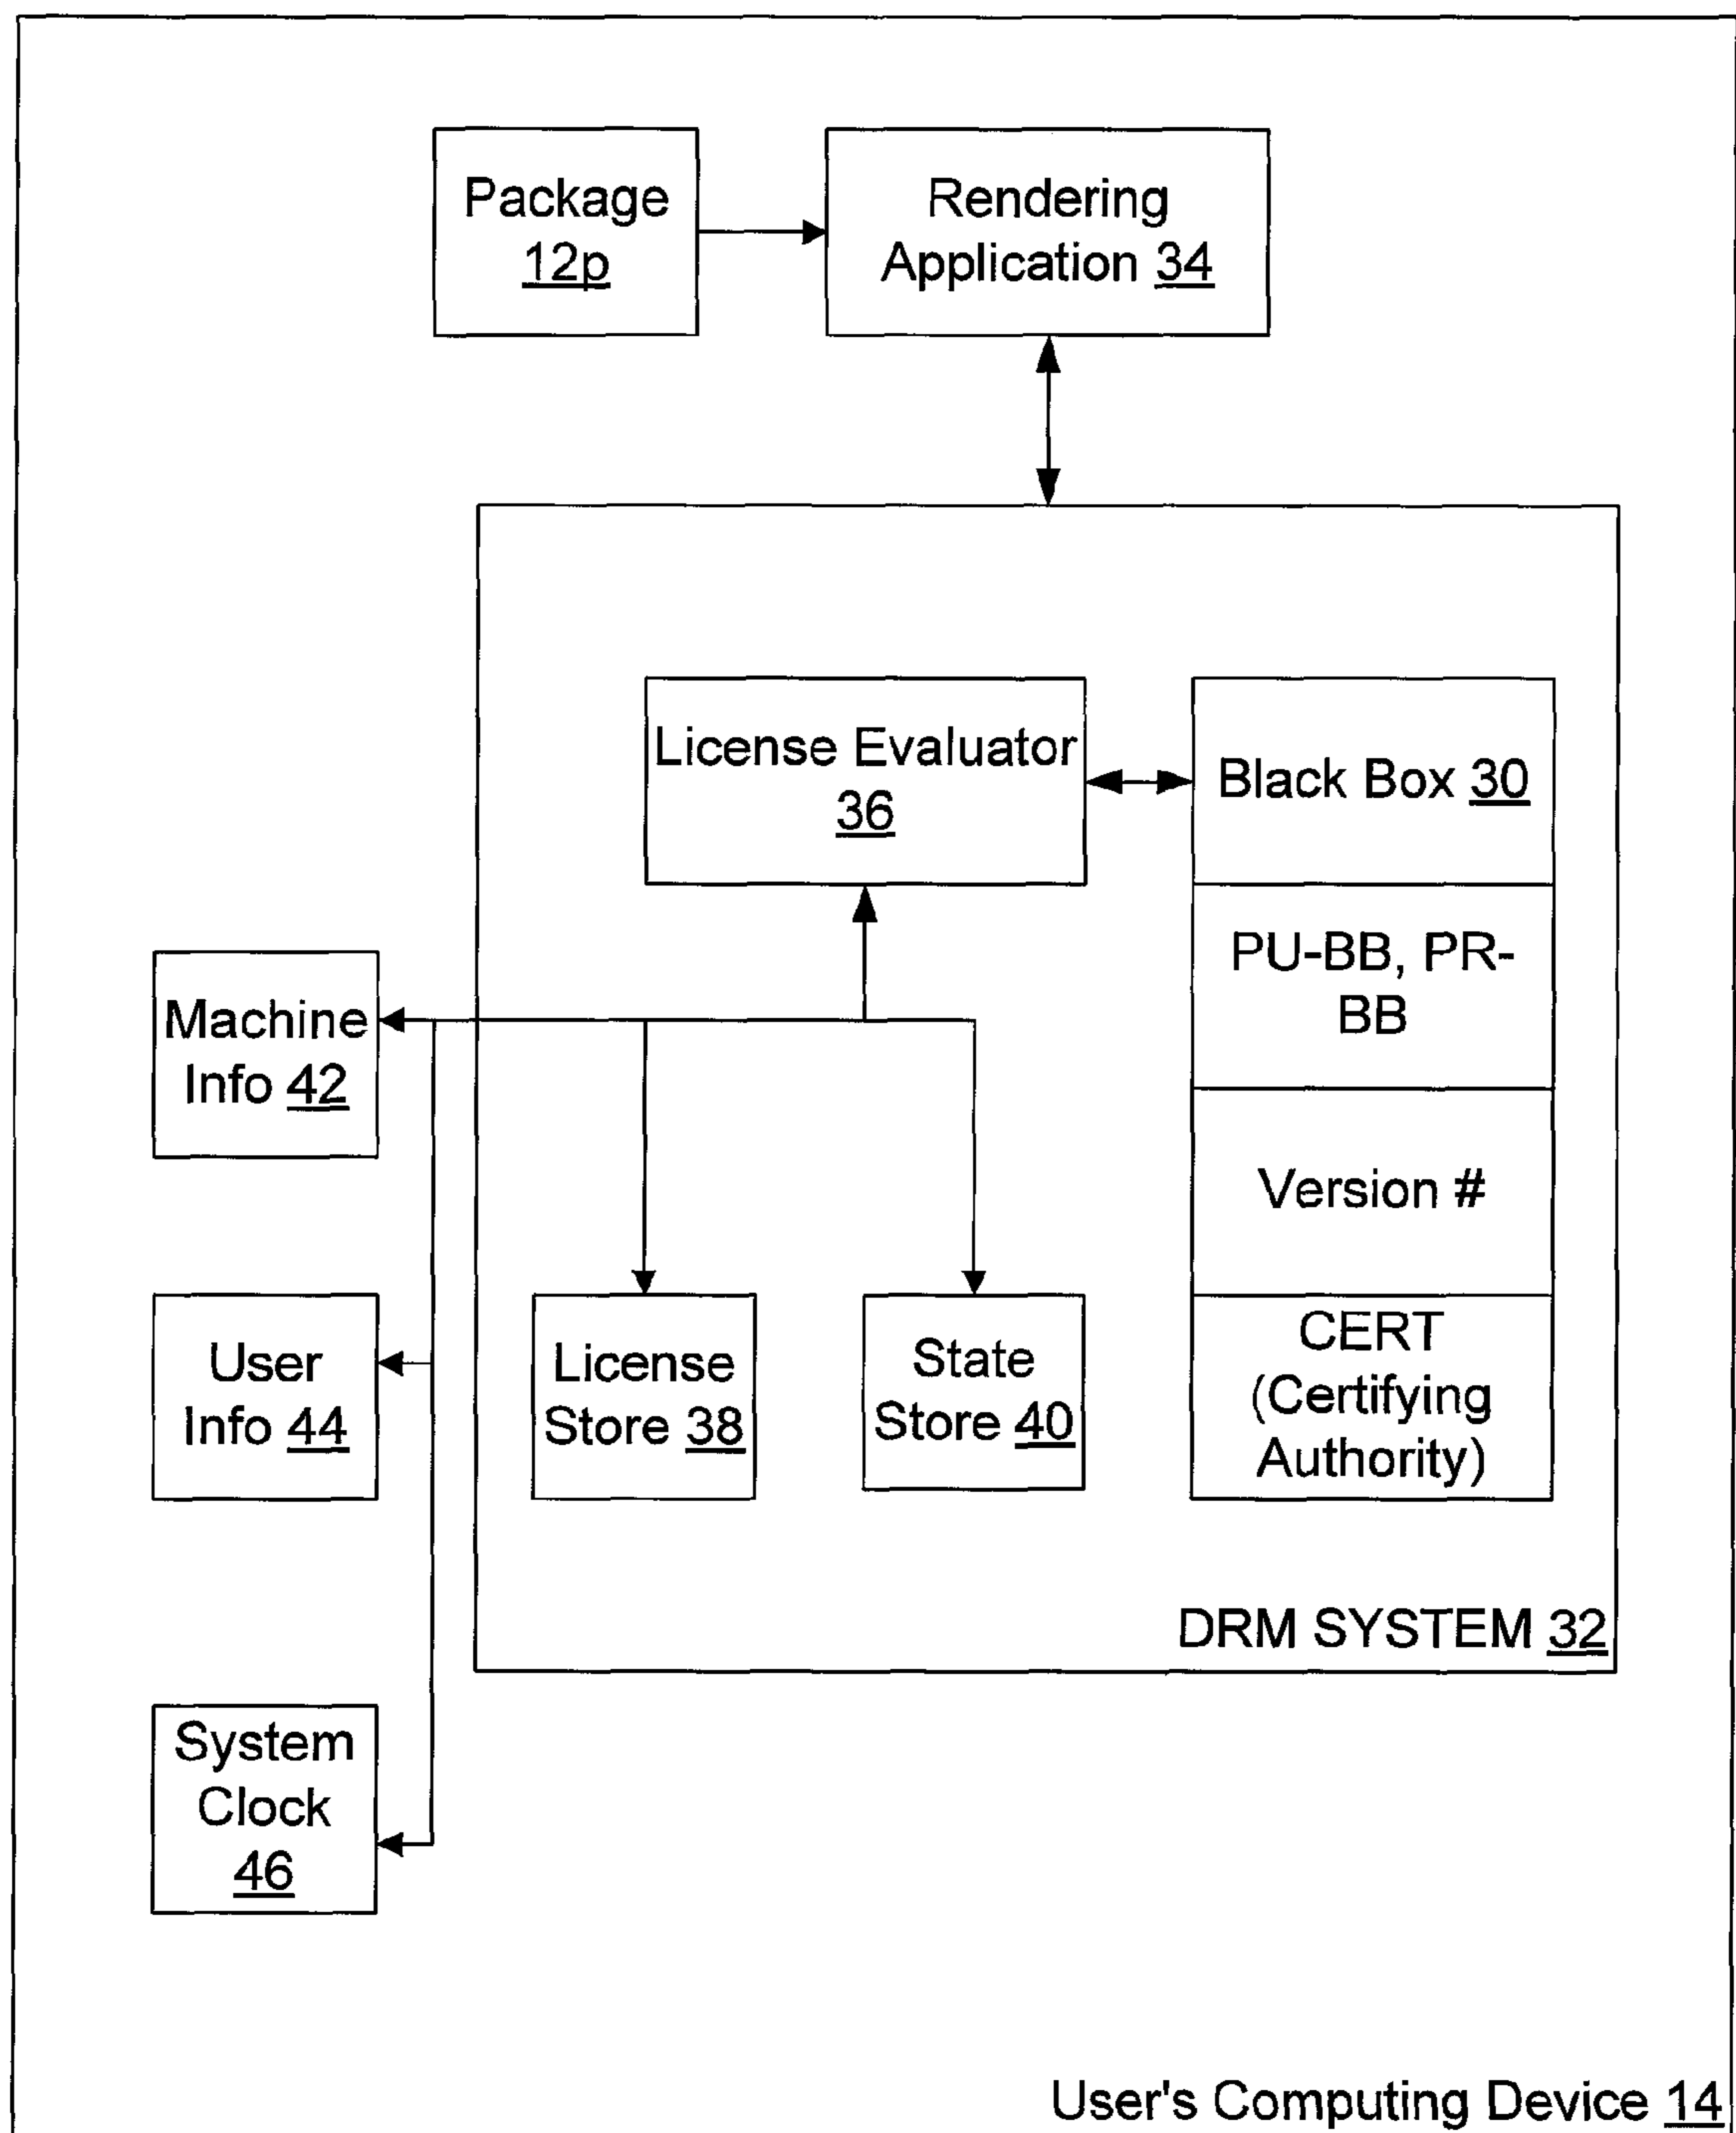 Package
12p
Rendering
Application 34
License Evaluator
36
Black Box 30
PU-BB, PR-
BB
Version #
CERT
(Certifying
Authority)
Machine
Info 42
User
Info 44
System
Clock
46
License
Store 38
State
Store 40
DRM SYSTEM 32
User's Computing Device 14